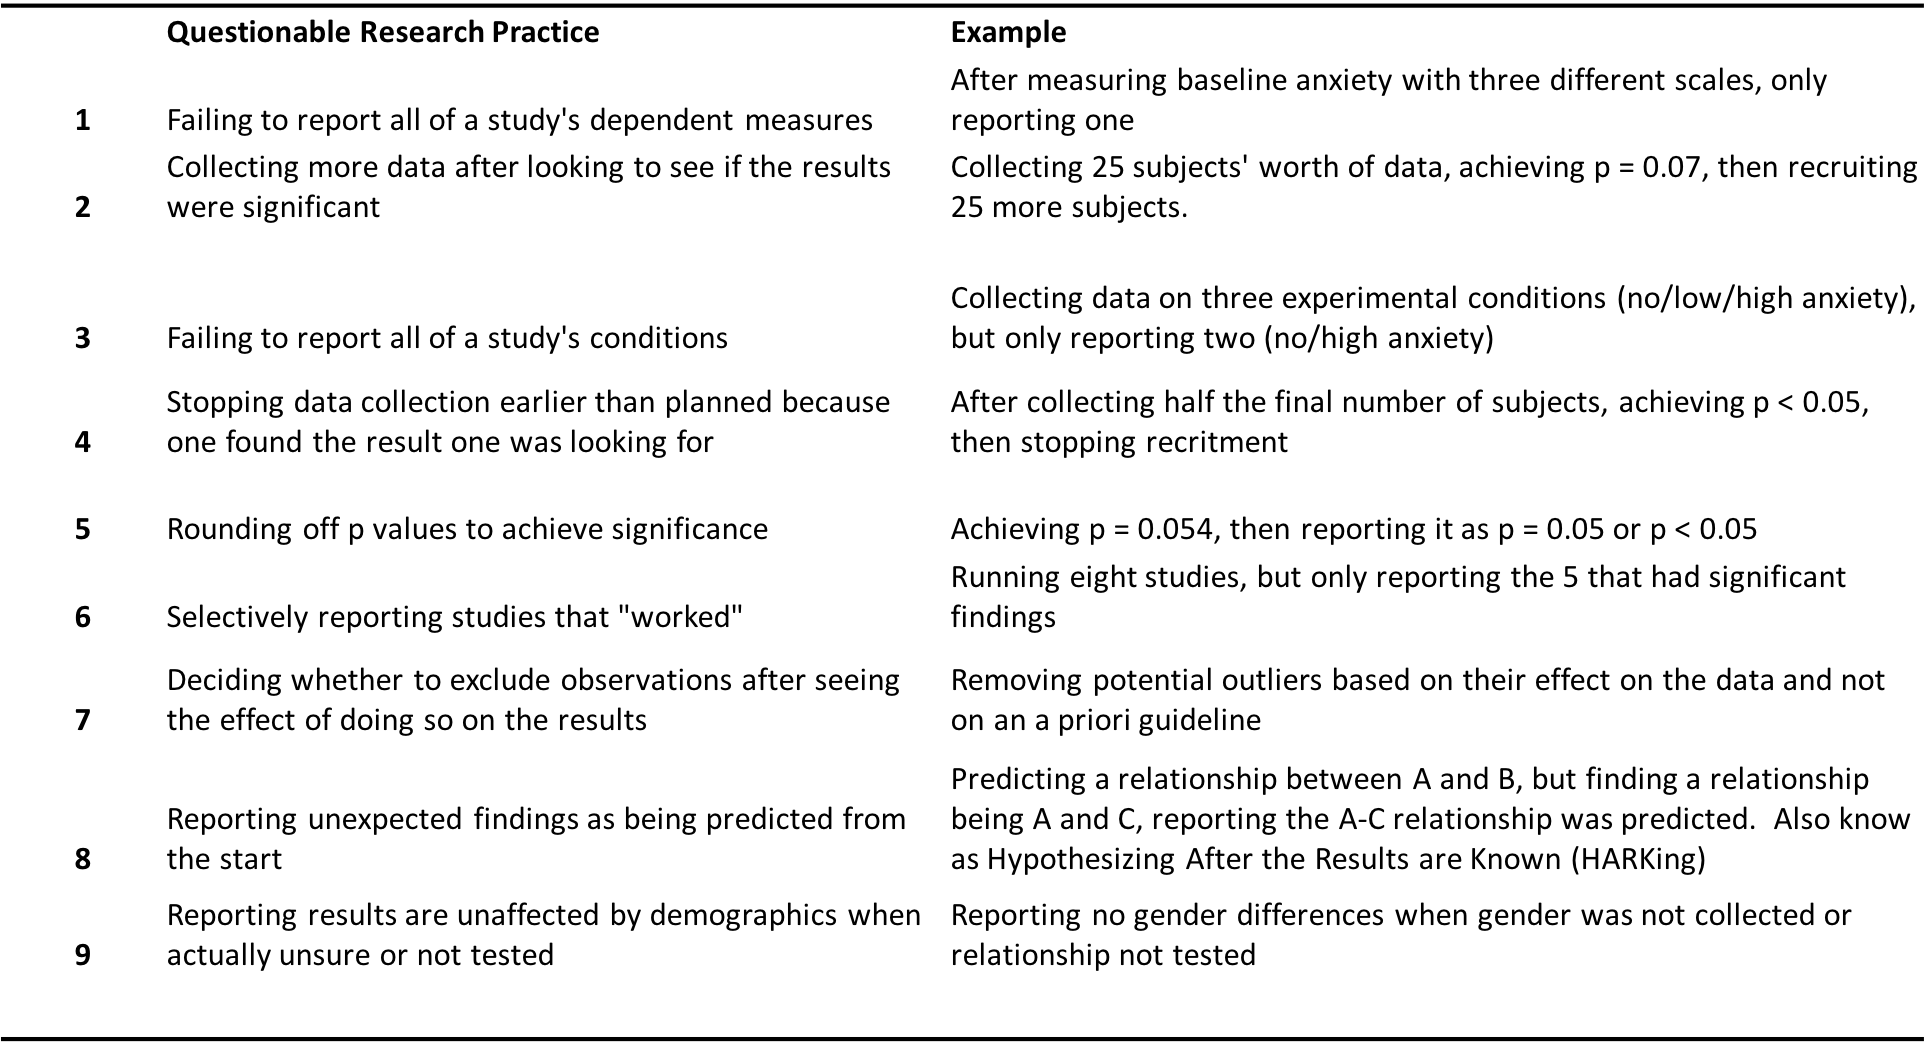 Questionable Research Practice Example
After measuring baseline anxiety with three different scales, only
1 Failing to report all of a study's dependent measures reporting one
Collecting more data after looking to see if the results Collecting 25 subjects' worth of data, achieving p = 0.07, then recruiting
2 were significant 25 more subjects.
Collecting data on three experimental conditions (no/low/high anxiety),
3 Failing to report all of a study's conditions but only reporting two (no/high anxiety)
Stopping data collection earlier than planned because After collecting half the final number of subjects, achieving p < 0.05,
4 one found the result one was looking for then stopping recritment
5 Rounding off p values to achieve significance Achieving p = 0.054, then reporting it as p = 0.05 or p < 0.05
Running eight studies, but only reporting the 5 that had significant
6 Selectively reporting studies that "worked" findings
Deciding whether to exclude observations after seeing Removing potential outliers based on their effect on the data and not
7 the effect of doing so on the results on an a priori guideline
Predicting a relationship between A and B, but finding a relationship
Reporting unexpected findings as being predicted from being A and C, reporting the A-C relationship was predicted.  Also know
8 the start as Hypothesizing After the Results are Known (HARKing)
Reporting results are unaffected by demographics when Reporting no gender differences when gender was not collected or
9 actually unsure or not tested relationship not tested